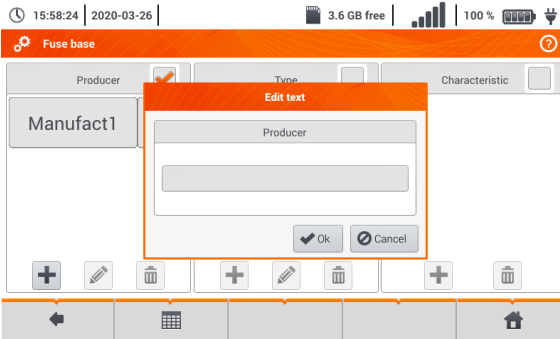 15:58:24 2020-03-26 3.6 GB free 100 %
Fuse base
Producer Type Characteristic
Edit text
Manufact1
Producer
Ok Cancel